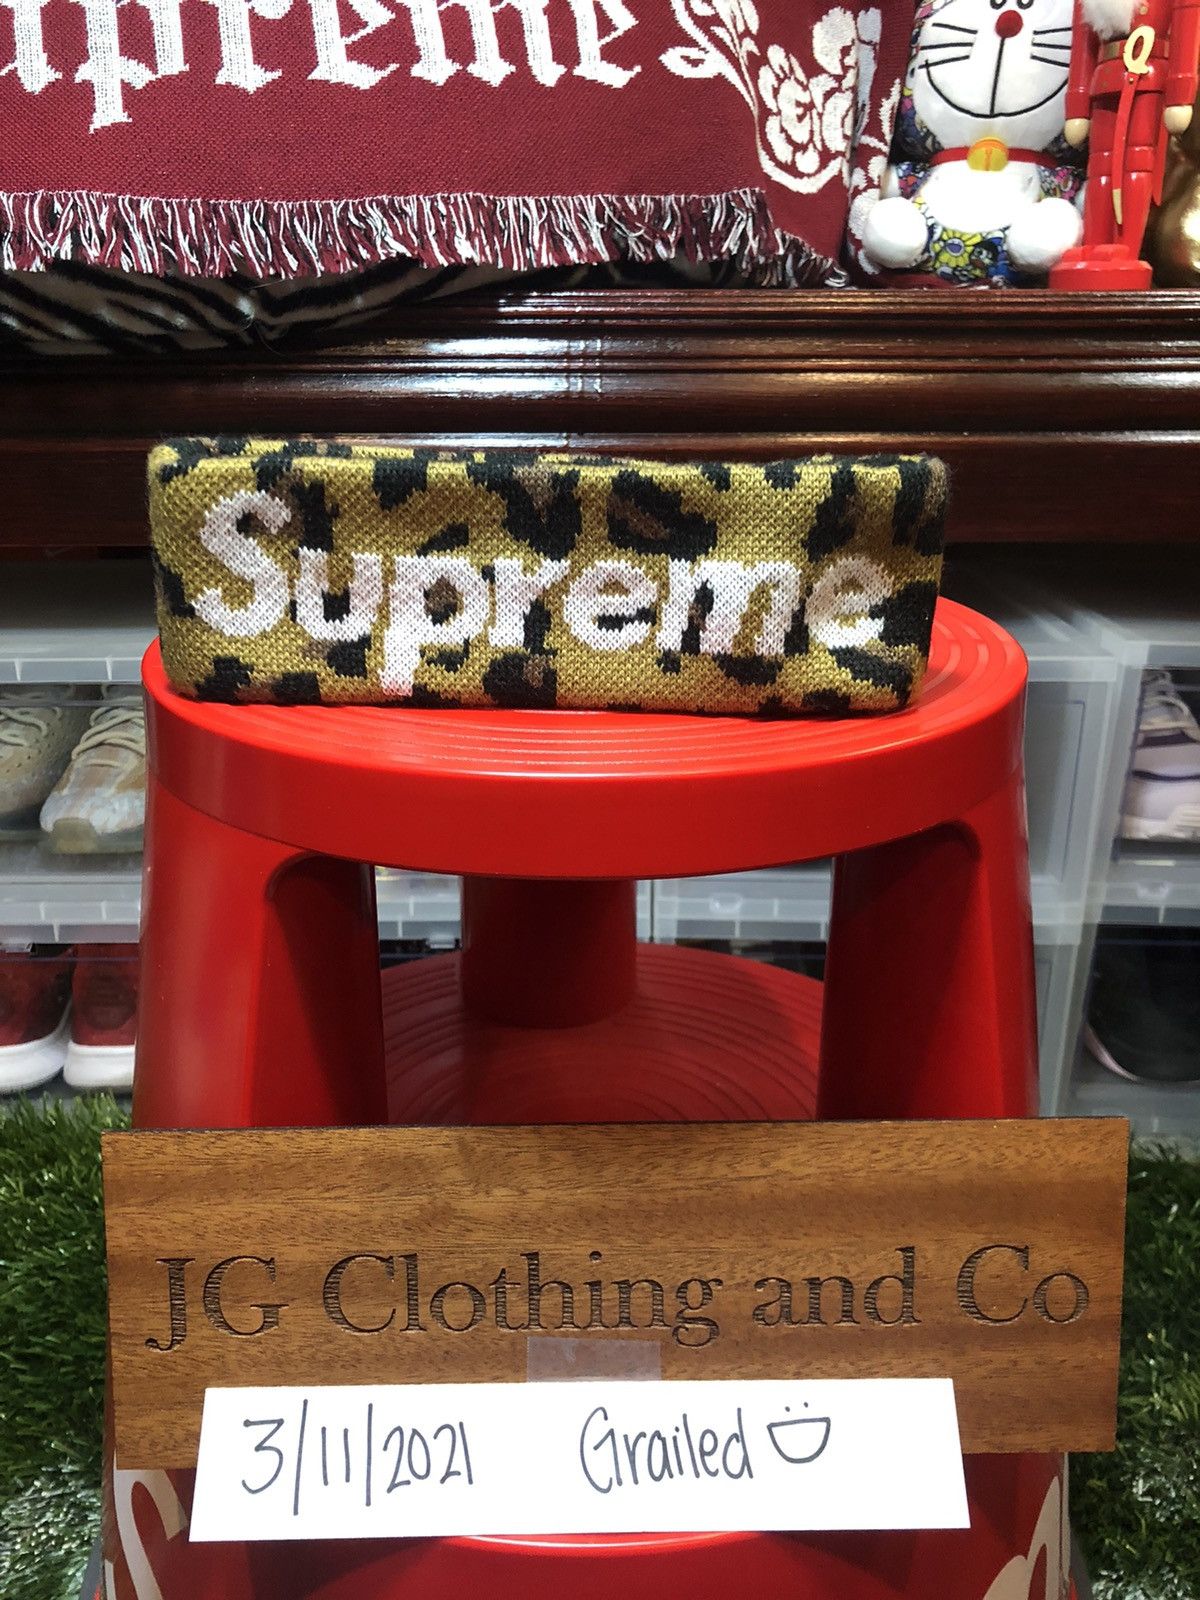 upreme
Supreme
JG Clothing and Co
3/11/2021 Grailed